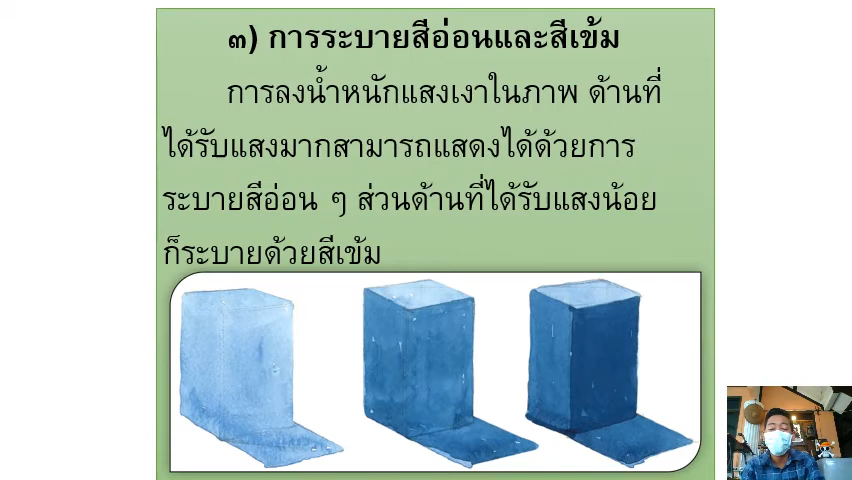 ๓) การระบายสีอ่อนและสีเข้ม
การลงน้ำหนักแสงเงาในภาพ ด้านที่
ได้รับแสงมากสามารถแสดงได้ด้วยการ
ระบายสีอ่อน ๆ ส่วนด้านที่ได้รับแสงน้อย
ก็ระบายด้วยสีเข้ม